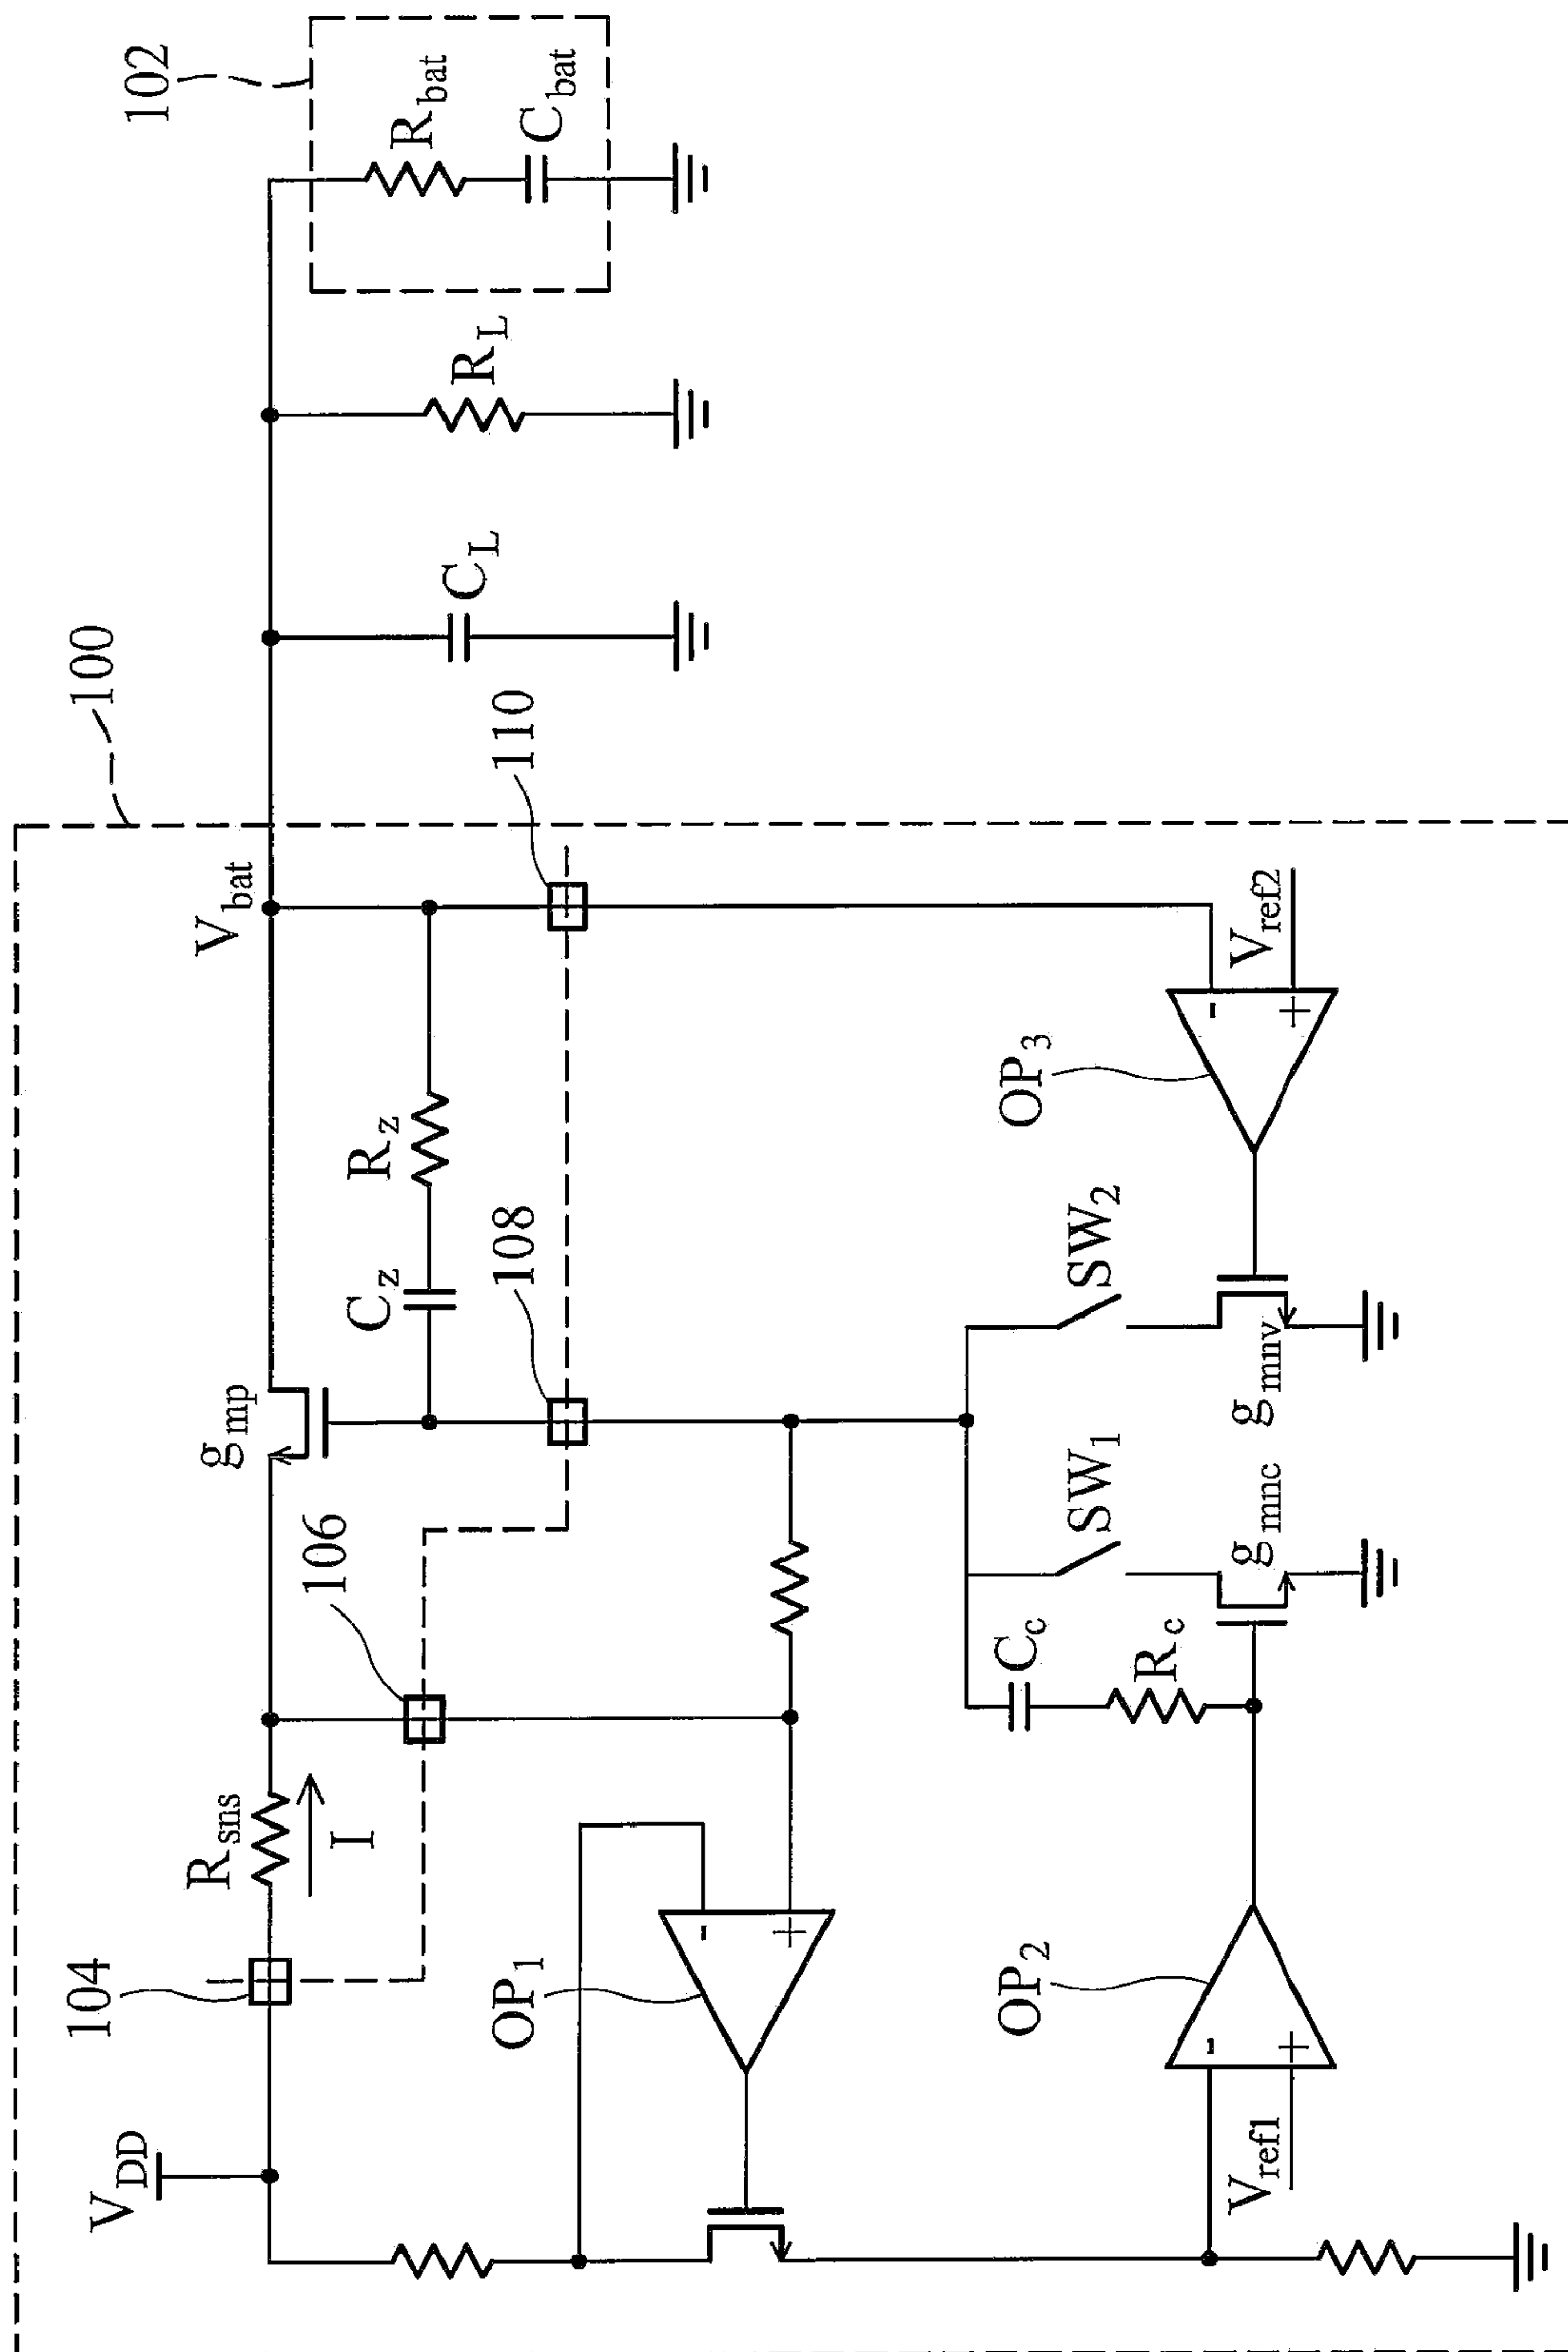 100
102
V_DD
104
R_sns
I
106
g_mp
V_bat
C_z
R_z
108
110
C_L
R_L
R_bat
C_bat
OP_1
-
+
C_c
R_c
SW_1
SW_2
g_mnc
g_mnv
OP_2
-
+
V_ref1
OP_3
-
+
V_ref2